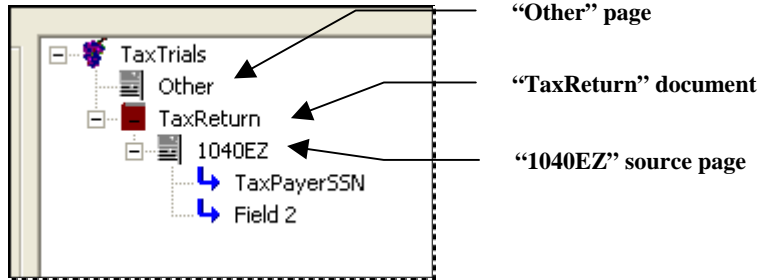 “Other” page
TaxTrials
Other
“TaxReturn” document
TaxReturn
1040EZ
“1040EZ” source page
TaxPayerSSN
Field 2